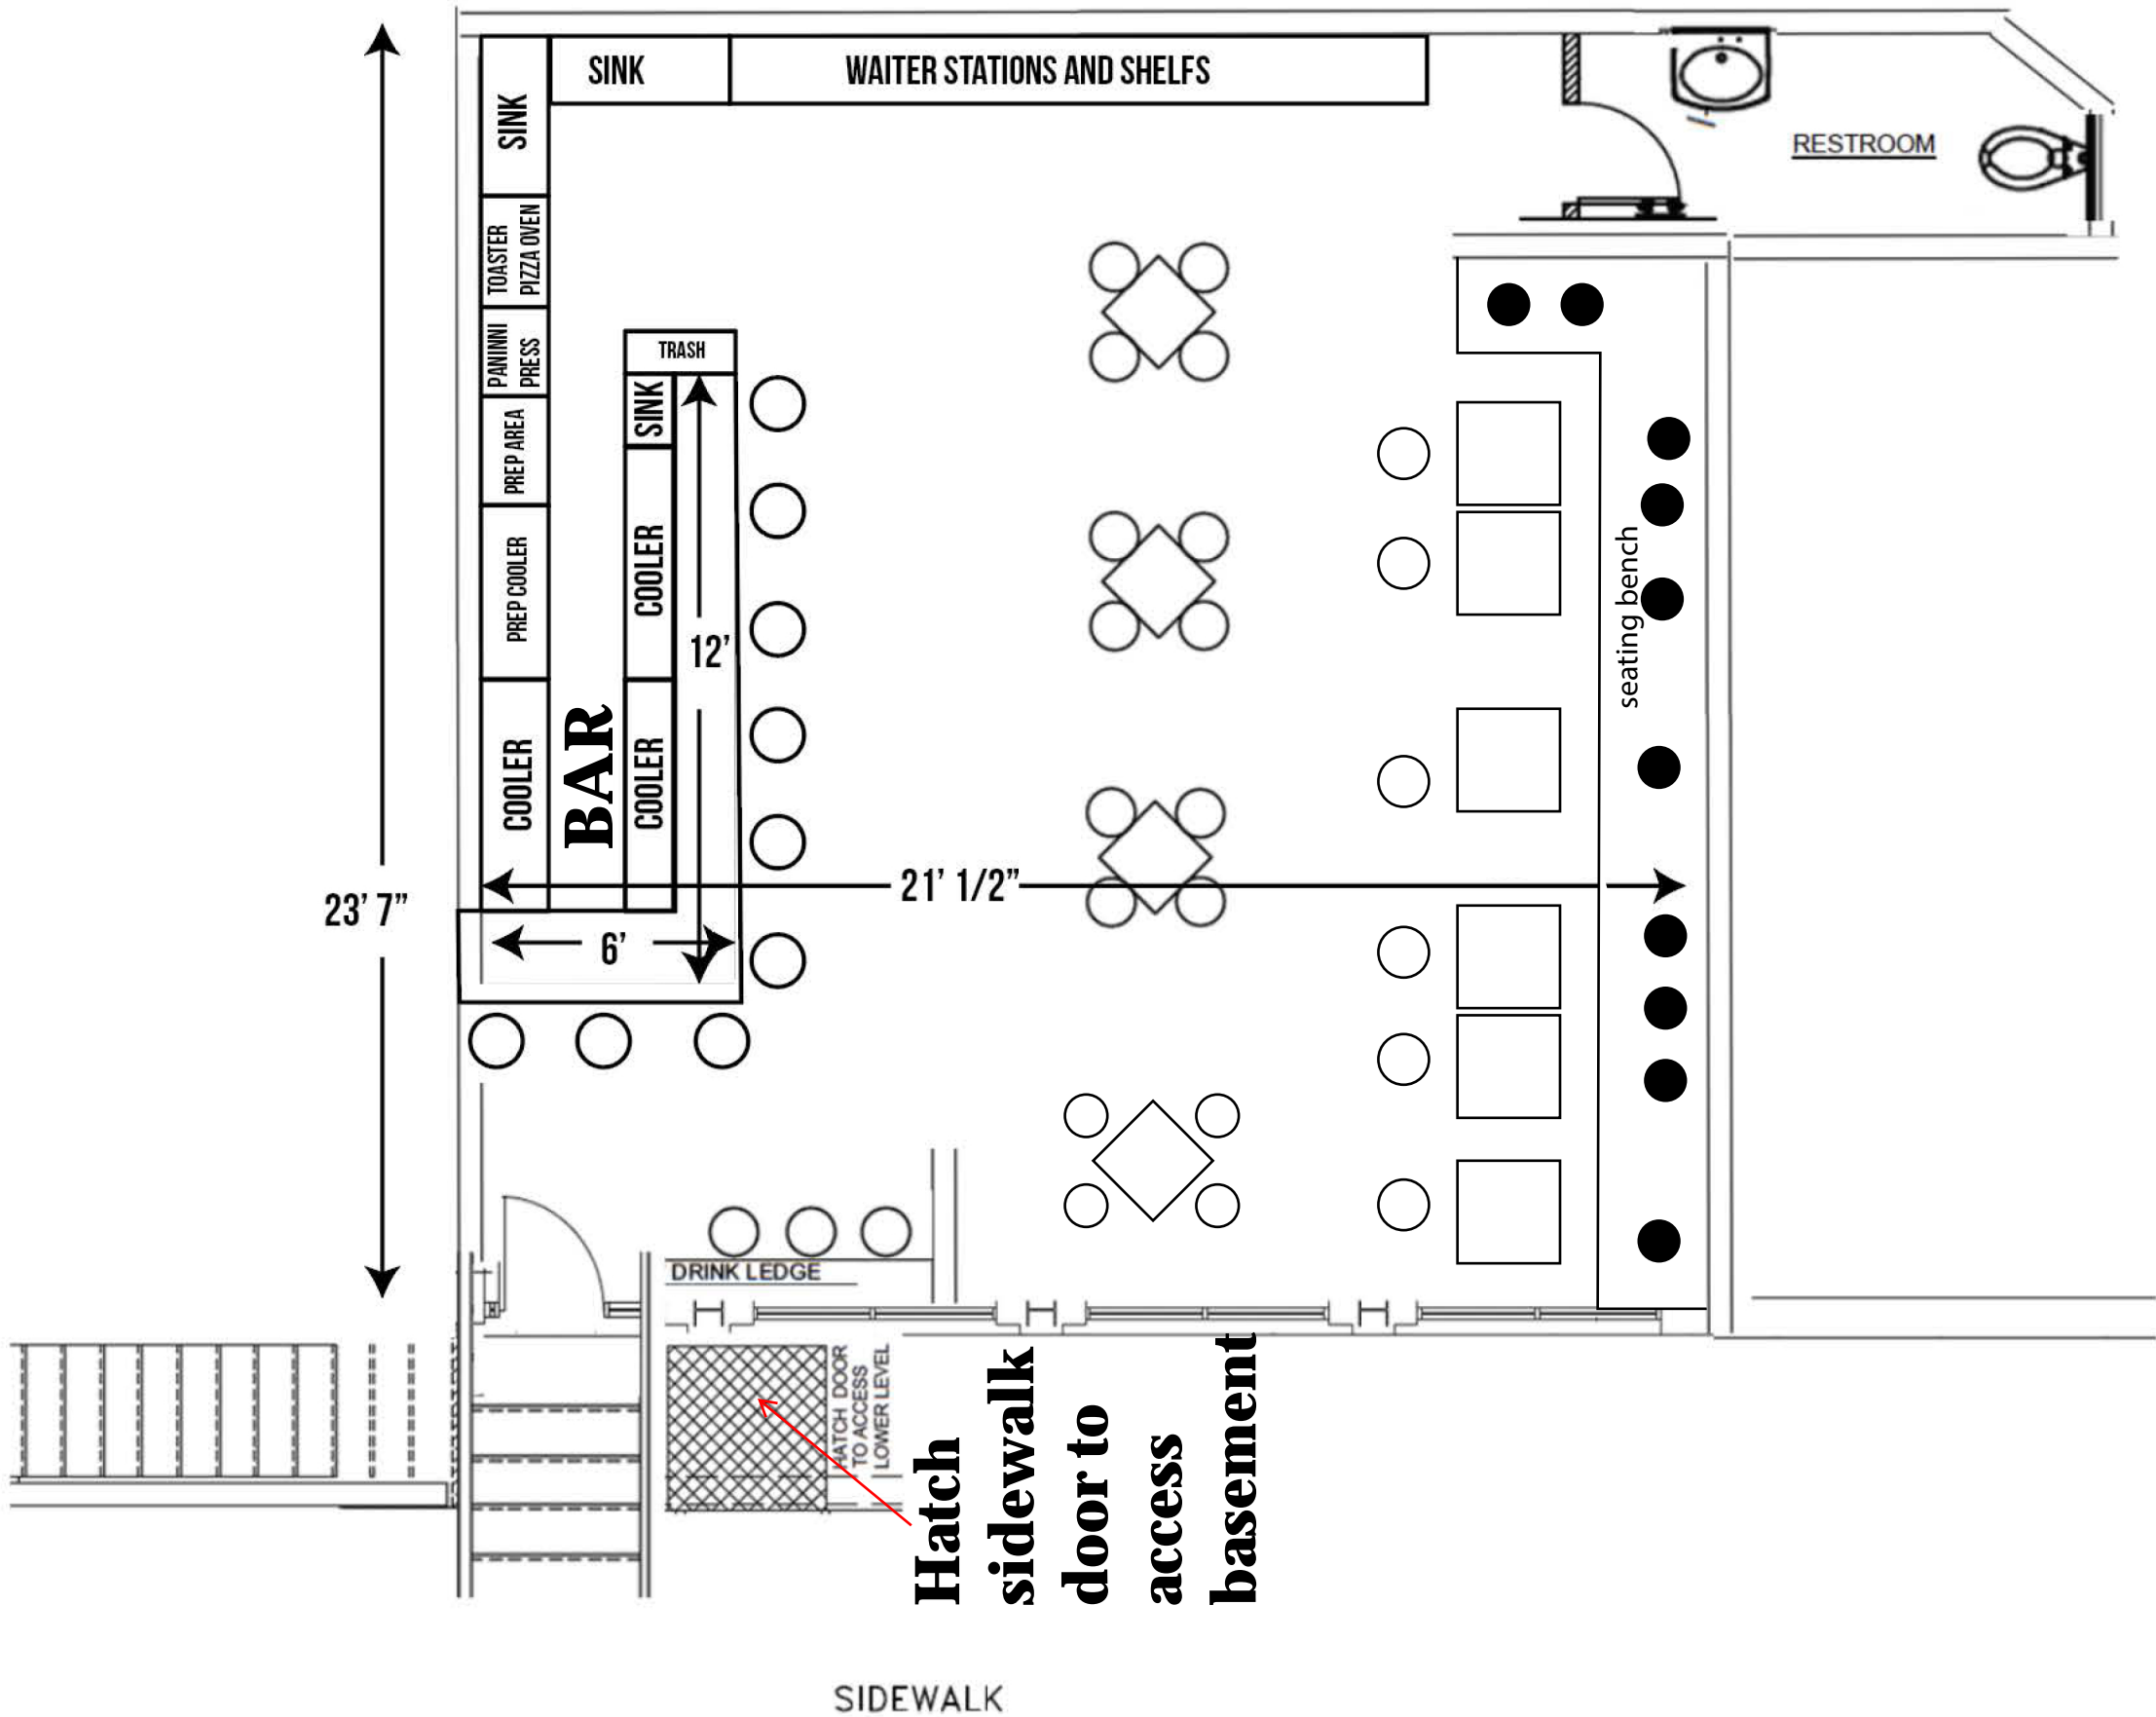 SINK
WAITER STATIONS AND SHELFS
SINK
RESTROOM
TOASTER
PIZZA OVEN
PANINNI
PRESS
TRASH
SINK
PREP AREA
PREP COOLER
COOLER
12’
seating bench
COOLER
BAR
COOLER
21’ 1/2”
23’ 7”
6’
DRINK LEDGE
HATCH DOOR
TO ACCESS
LOWER LEVEL
Hatch
sidewalk
door to
access
basement
SIDEWALK